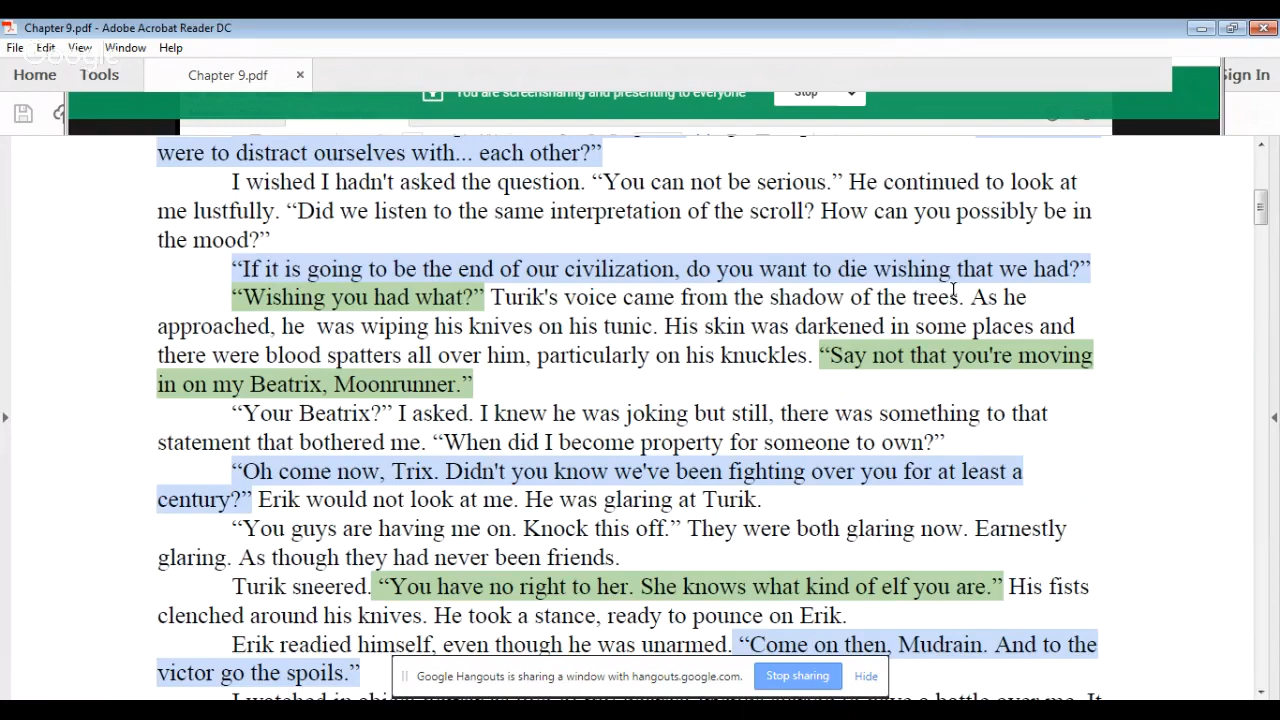 Chapter 9.pdf - Adobe Acrobat Reader DC
File Edit View Window Help
Google
Home Tools Chapter 9.pdf × Sign In
You are screensharing and presenting to everyone Stop
were to distract ourselves with... each other?”
I wished I hadn't asked the question. “You can not be serious.” He continued to look at
me lustfully. “Did we listen to the same interpretation of the scroll? How can you possibly be in
the mood?”
“If it is going to be the end of our civilization, do you want to die wishing that we had?”
“Wishing you had what?” Turik's voice came from the shadow of the trees. As he
approached, he was wiping his knives on his tunic. His skin was darkened in some places and
there were blood spatters all over him, particularly on his knuckles. “Say not that you're moving
in on my Beatrix, Moonrunner.”
“Your Beatrix?” I asked. I knew he was joking but still, there was something to that
statement that bothered me. “When did I become property for someone to own?”
“Oh come now, Trix. Didn't you know we've been fighting over you for at least a
century?” Erik would not look at me. He was glaring at Turik.
“You guys are having me on. Knock this off.” They were both glaring now. Earnestly
glaring. As though they had never been friends.
Turik sneered. “You have no right to her. She knows what kind of elf you are.” His fists
clenched around his knives. He took a stance, ready to pounce on Erik.
Erik readied himself, even though he was unarmed. “Come on then, Mudrain. And to the
victor go the spoils.”
Google Hangouts is sharing a window with hangouts.google.com. Stop sharing Hide
I watched in